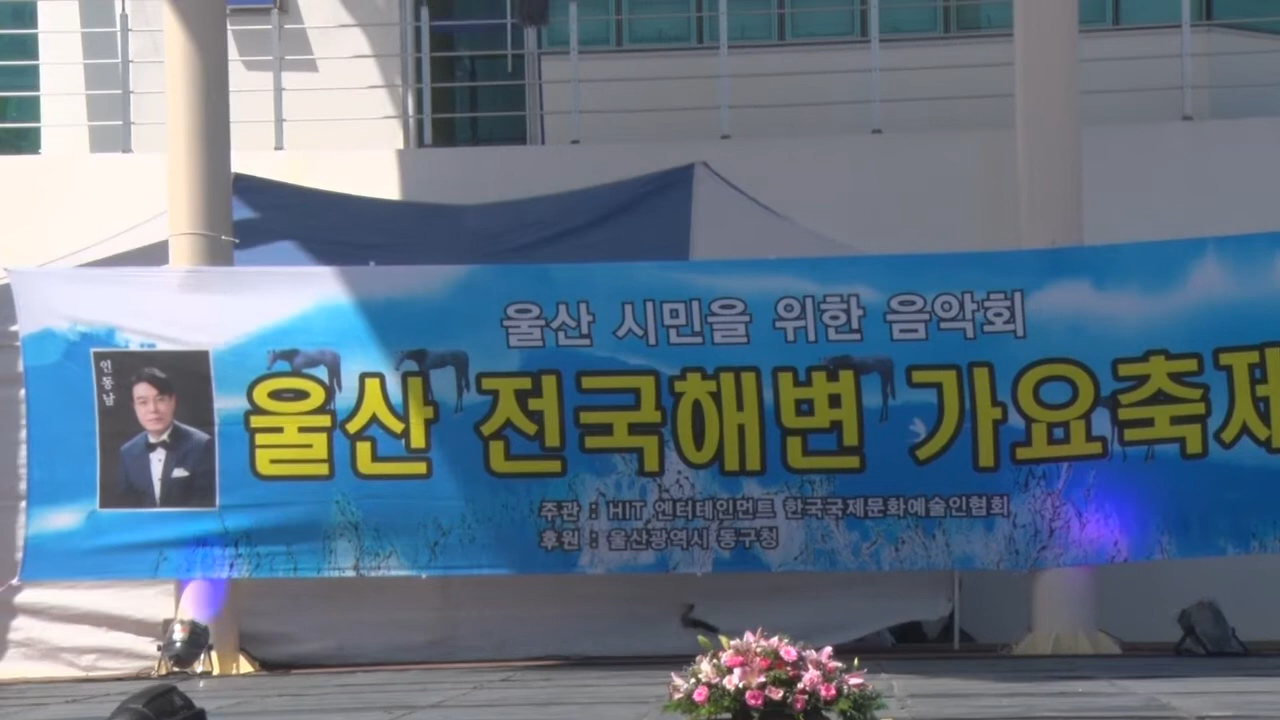 울산 시민을 위한 음악회
인동남
울산 전국해변 가요축제
주관 : HIT 엔터테인먼트 한국국제문화예술인협회
후원 : 울산광역시 동구청